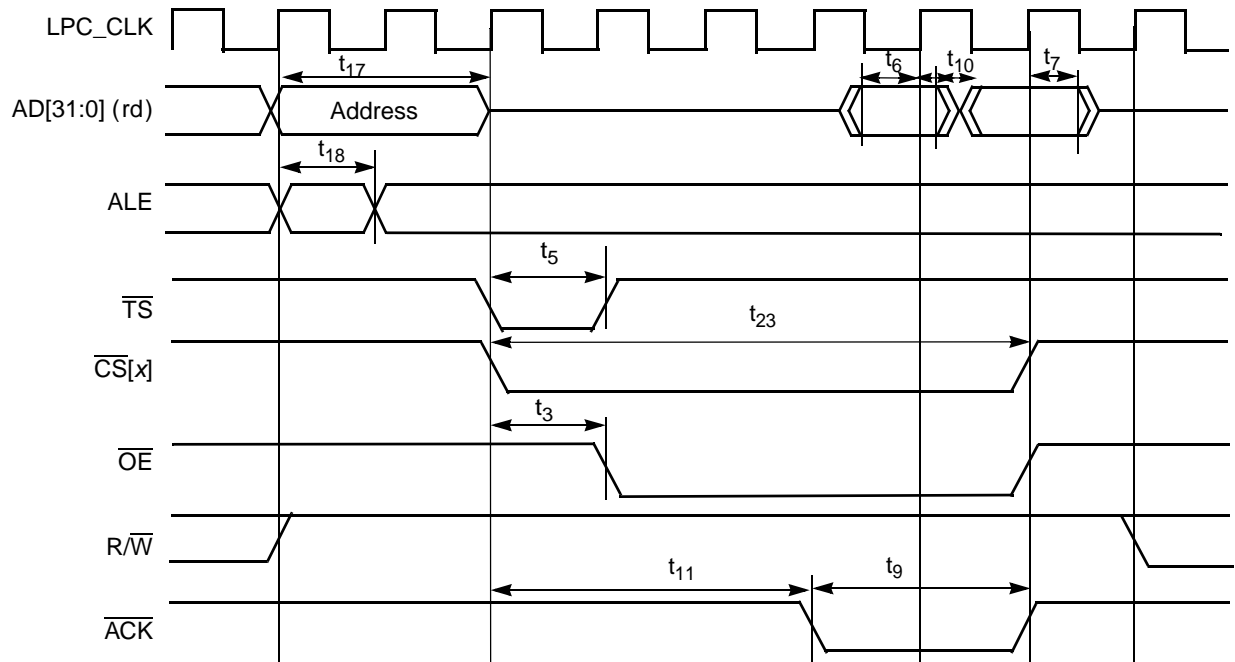 LPC_CLK
t17
t6
t10
t7
AD[31:0] (rd)
Address
t18
ALE
t5
TS
t23
CS[x]
t3
OE
R/W
t11
t9
ACK